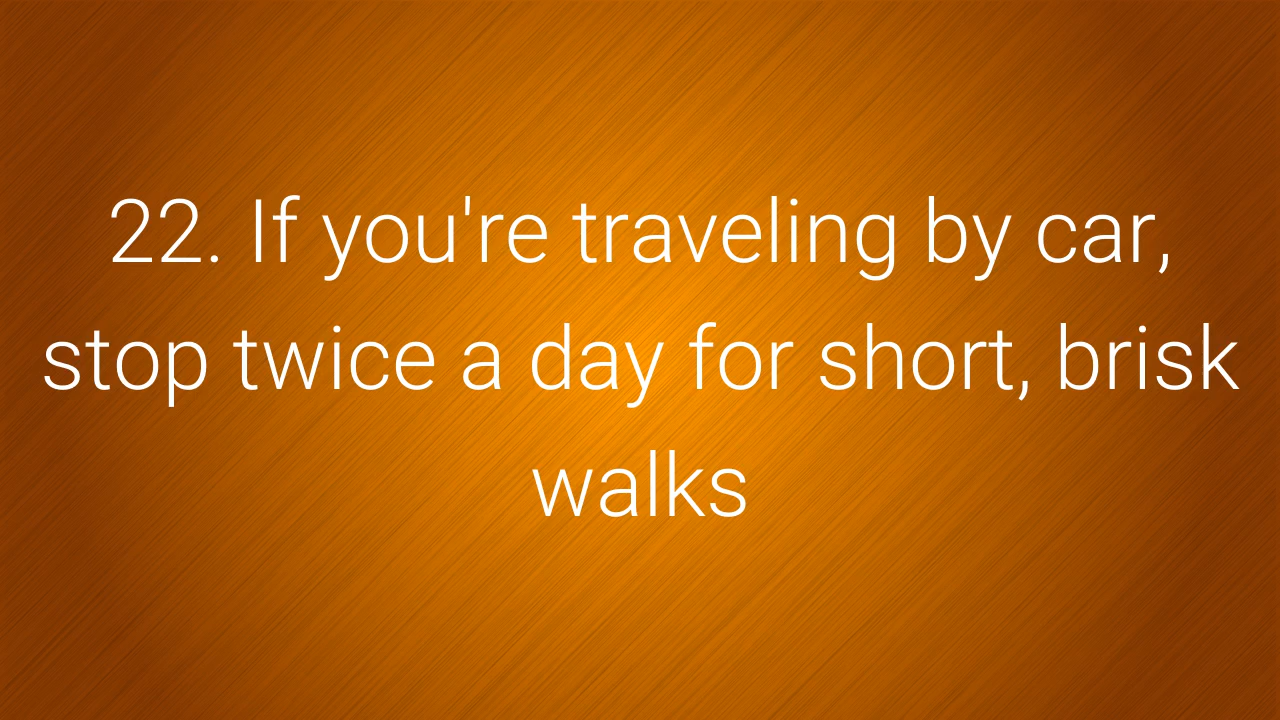 22. If you're traveling by car,
stop twice a day for short, brisk
walks